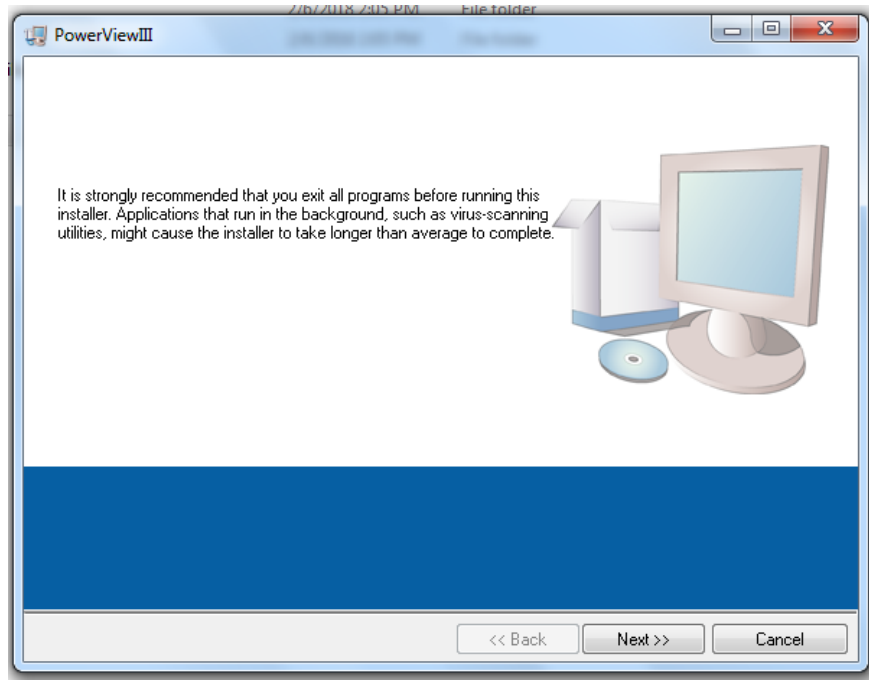 2/6/2018 2:05 PM File folder
PowerViewIII
It is strongly recommended that you exit all programs before running this
installer. Applications that run in the background, such as virus-scanning
utilities, might cause the installer to take longer than average to complete.
<< Back Next >> Cancel